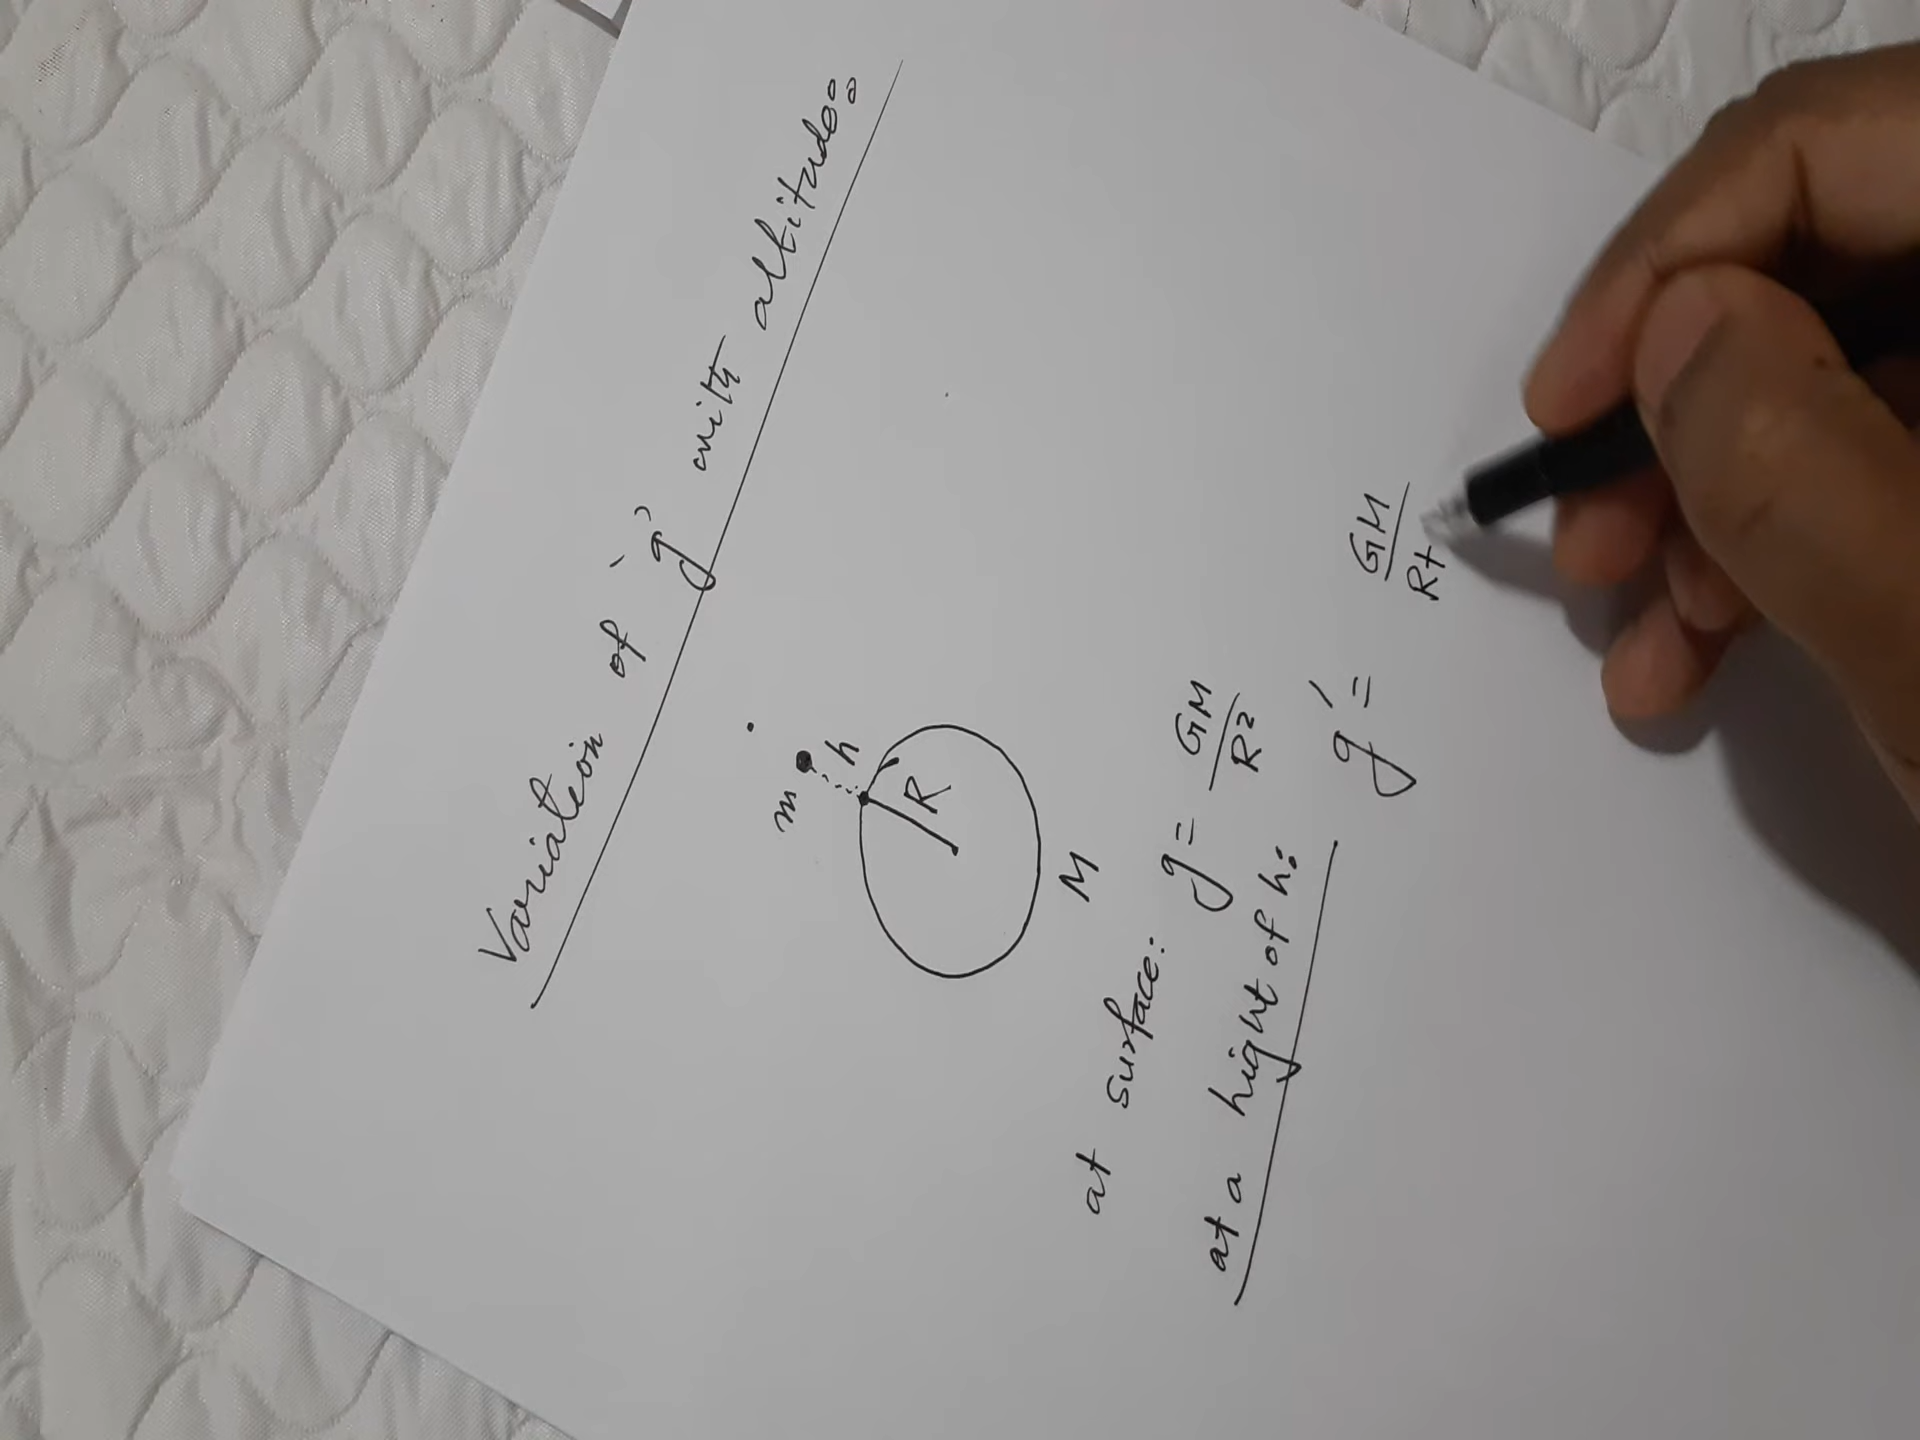 Variation of 'g' with altitude:
m
h
R
M
at surface: g = GM/R²
at a hight of h:
g' = GM/R+